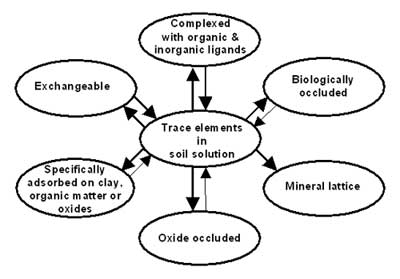 Complexed
with organic &
inorganic ligands
Exchangeable
Biologically
occluded
Trace elements
in
soil solution
Specifically
adsorbed on clay,
organic matter or
oxides
Mineral lattice
Oxide occluded